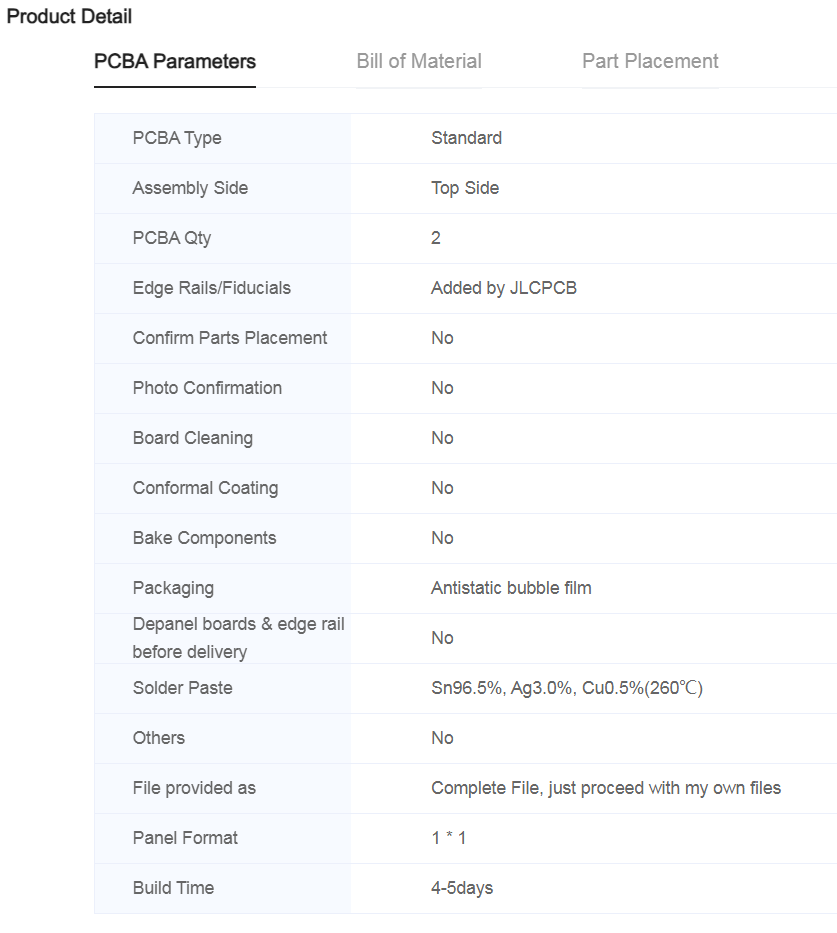 Product Detail
PCBA Parameters Bill of Material Part Placement
PCBA Type Standard
Assembly Side Top Side
PCBA Qty 2
Edge Rails/Fiducials Added by JLCPCB
Confirm Parts Placement No
Photo Confirmation No
Board Cleaning No
Conformal Coating No
Bake Components No
Packaging Antistatic bubble film
Depanel boards & edge rail
before delivery No
Solder Paste Sn96.5%, Ag3.0%, Cu0.5%(260℃)
Others No
File provided as Complete File, just proceed with my own files
Panel Format 1 * 1
Build Time 4-5days